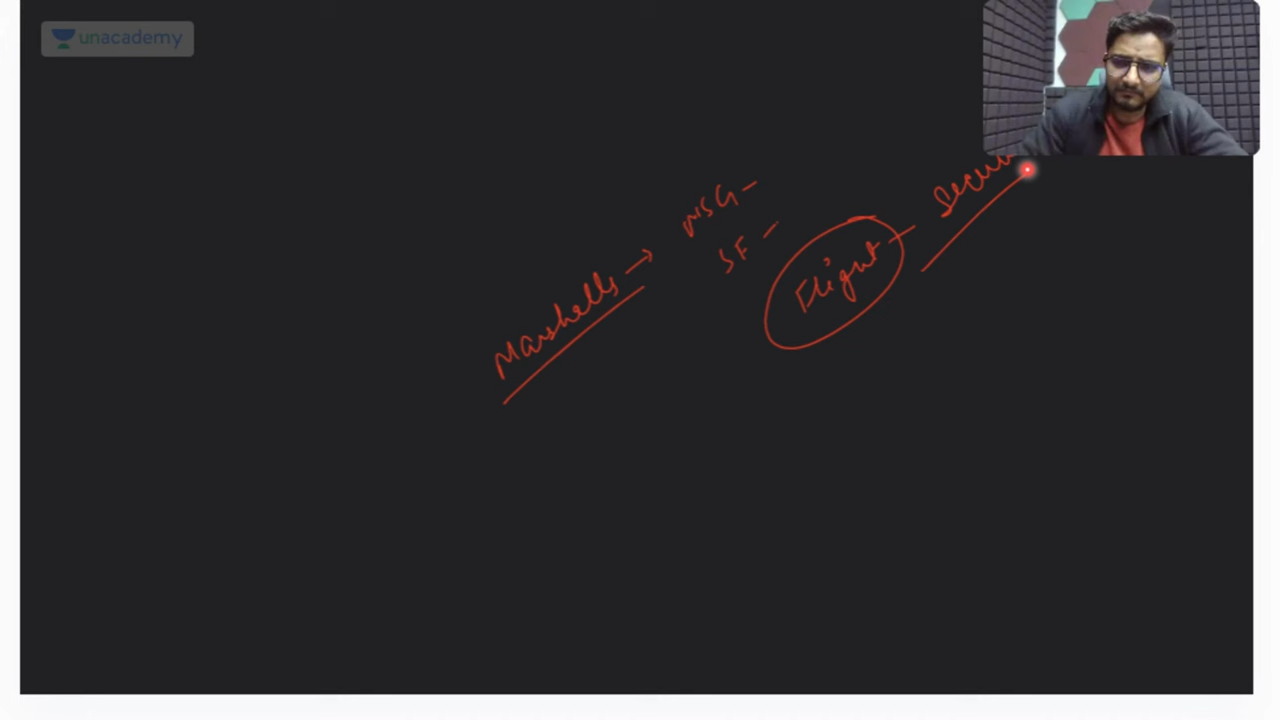 unacademy
Marshells →
NSG -
SF -
Flight -